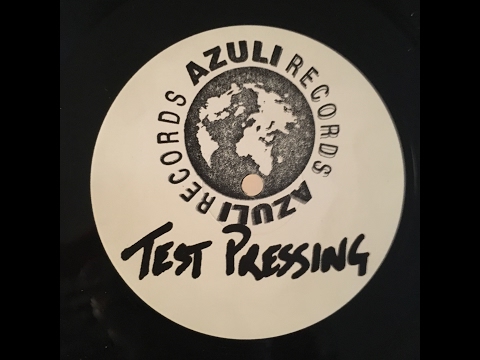 AZULI RECORDS AZULI RECORDS
TEST PRESSING